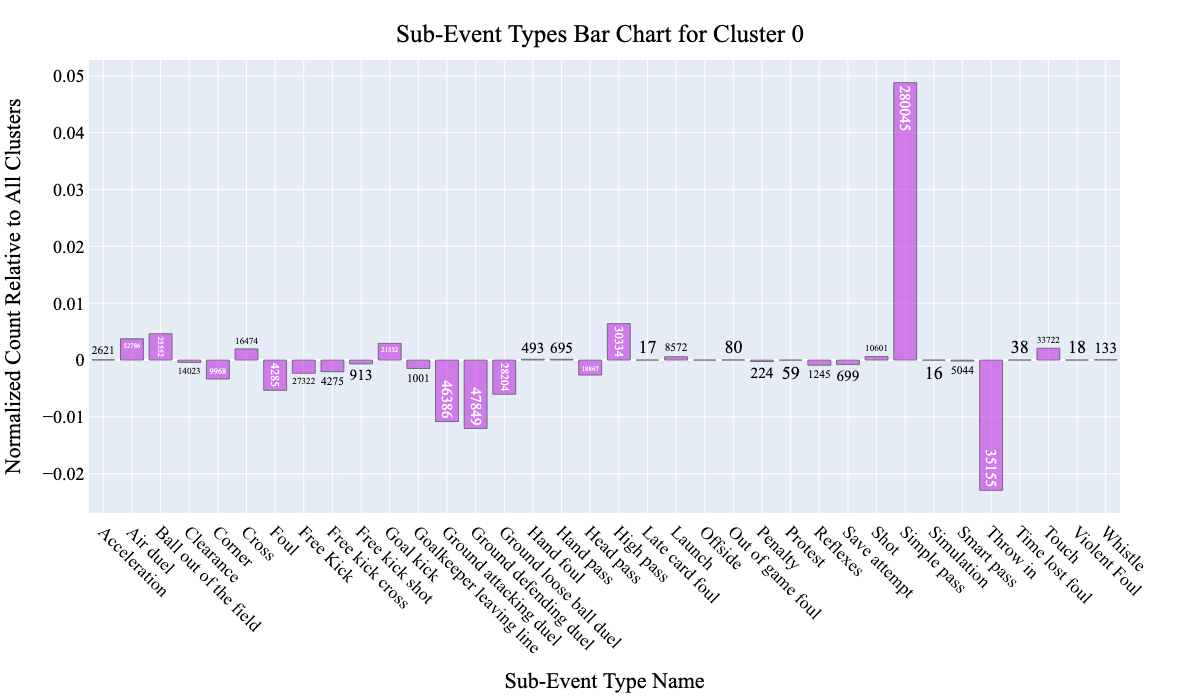 Sub-Event Types Bar Chart for Cluster 0
Normalized Count Relative to All Clusters
0.05
0.04
0.03
0.02
0.01
0
−0.01
−0.02
2621
52786
25552
14023
9968
16474
4285
27322
4275
913
21532
1001
46386
47849
28204
493
695
18867
30334
17
8572
80
224
59
1245
699
10601
280045
16
5044
35155
38
33722
18
133
Acceleration
Air duel
Ball out of the field
Clearance
Corner
Cross
Foul
Free Kick
Free kick cross
Free kick shot
Goal kick
Goalkeeper leaving line
Ground attacking duel
Ground defending duel
Ground loose ball duel
Hand foul
Hand pass
Head pass
High pass
Late card foul
Launch
Offside
Out of game foul
Penalty
Protest
Reflexes
Save attempt
Shot
Simple pass
Simulation
Smart pass
Throw in
Time lost foul
Touch
Violent Foul
Whistle
Sub-Event Type Name